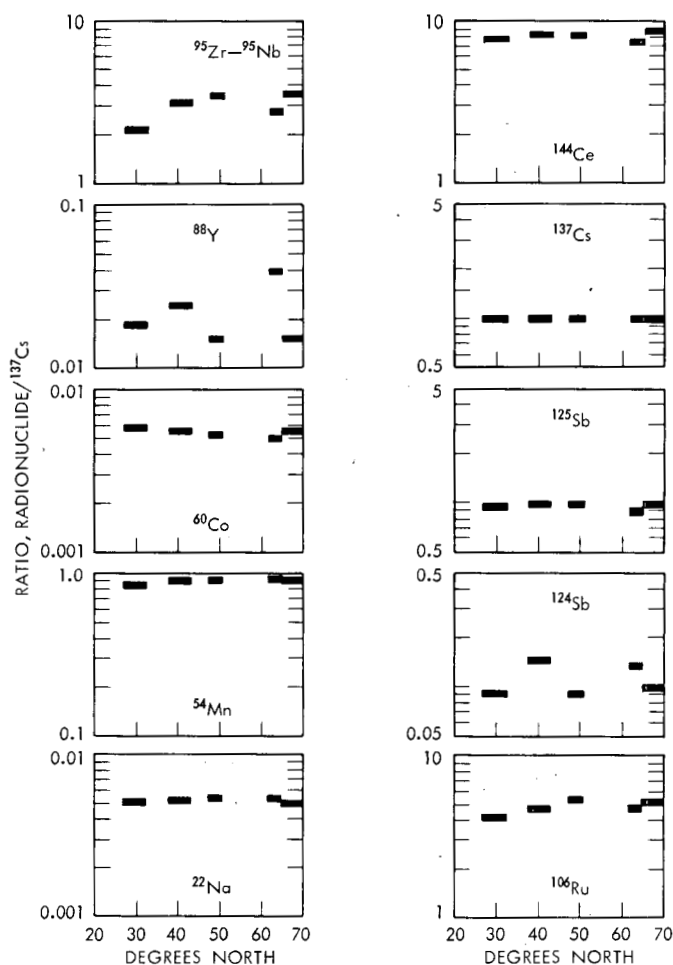 RATIO, RADIONUCLIDE/¹³⁷Cs
10
⁹⁵Zr–⁹⁵Nb
1
0.1
⁸⁸Y
0.01
0.01
⁶⁰Co
0.001
1.0
⁵⁴Mn
0.1
0.01
²²Na
0.001
20 30 40 50 60 70
DEGREES NORTH
10
¹⁴⁴Ce
1
5
¹³⁷Cs
0.5
5
¹²⁵Sb
0.5
0.5
¹²⁴Sb
0.05
10
¹⁰⁶Ru
1
20 30 40 50 60 70
DEGREES NORTH